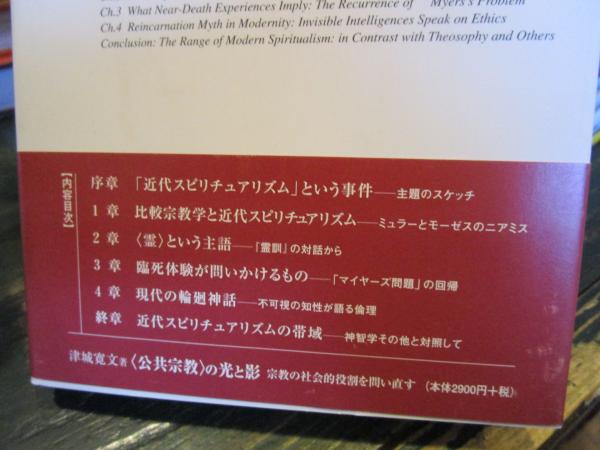 Ch.3 What Near-Death Experiences Imply: The Recurrence of "Myers's Problem"
Ch.4 Reincarnation Myth in Modernity: Invisible Intelligences Speak on Ethics
Conclusion: The Range of Modern Spiritualism: in Contrast with Theosophy and Others
【内容目次】
序章 「近代スピリチュアリズム」という事件──主題のスケッチ
1章 比較宗教学と近代スピリチュアリズム──ミュラーとモーゼスのニアミス
2章 〈霊〉という主語──『霊訓』の対話から
3章 臨死体験が問いかけるもの──「マイヤーズ問題」の回帰
4章 現代の輪廻神話──不可視の知性が語る倫理
終章 近代スピリチュアリズムの帯域──神智学その他と対照して
津城寛文著〈公共宗教〉の光と影 宗教の社会的役割を問い直す (本体2900円+税)